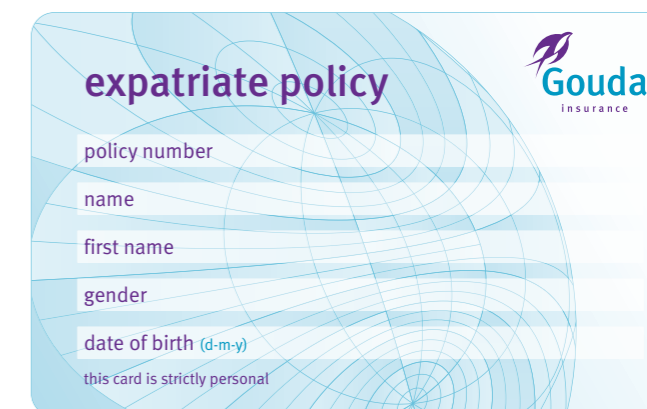 expatriate policy
Gouda
insurance
policy number
name
first name
gender
date of birth (d-m-y)
this card is strictly personal